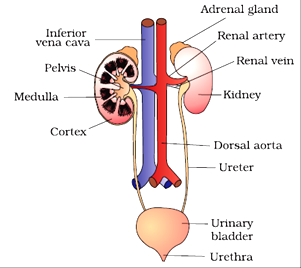 Adrenal gland
Inferior
vena cava
Renal artery
Pelvis
Renal vein
Medulla
Kidney
Cortex
Dorsal aorta
Ureter
Urinary
bladder
Urethra